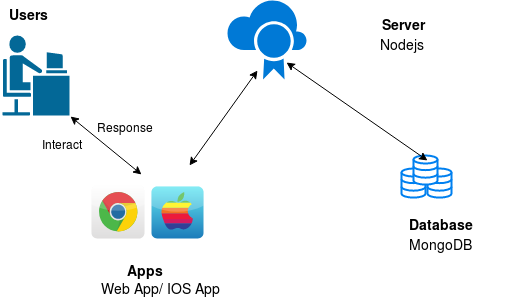 Users
Server
Nodejs
Response
Interact
Database
MongoDB
Apps
Web App/ IOS App